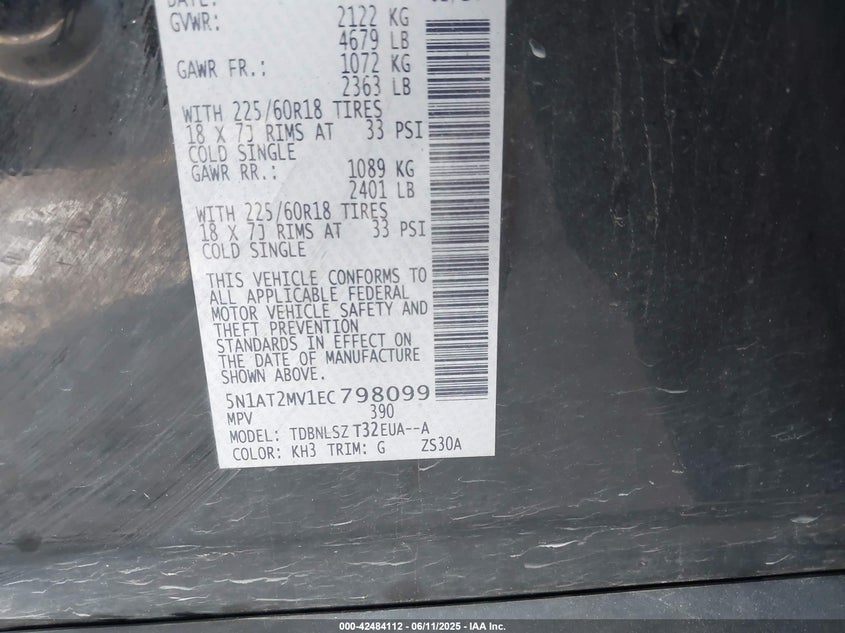 DATE:
GVWR: 2122 KG
4679 LB
GAWR FR.: 1072 KG
2363 LB
WITH 225/60R18 TIRES
18 X 7J RIMS AT 33 PSI
COLD SINGLE
GAWR RR.: 1089 KG
2401 LB
WITH 225/60R18 TIRES
18 X 7J RIMS AT 33 PSI
COLD SINGLE
THIS VEHICLE CONFORMS TO
ALL APPLICABLE FEDERAL
MOTOR VEHICLE SAFETY AND
THEFT PREVENTION
STANDARDS IN EFFECT ON
THE DATE OF MANUFACTURE
SHOWN ABOVE.
5N1AT2MV1EC798099
MPV 390
MODEL: TDBNLSZ T32EUA--A
COLOR: KH3 TRIM: G ZS30A
000-42484112 - 06/11/2025 - IAA Inc.